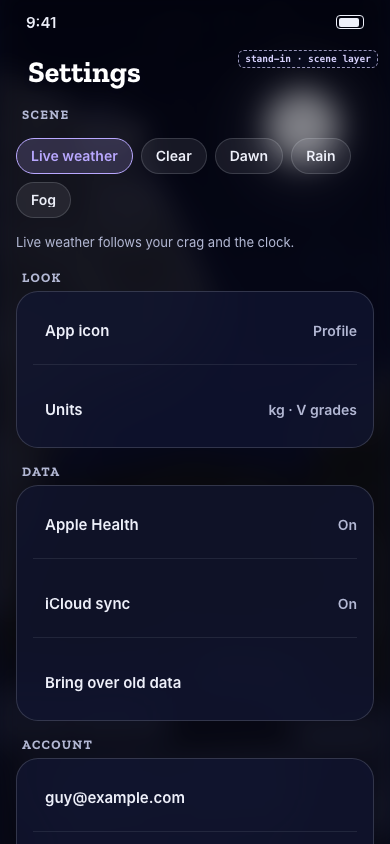 9:41
stand-in · scene layer
Settings
SCENE
Live weather Clear Dawn Rain
Fog
Live weather follows your crag and the clock.
LOOK
App icon Profile
Units kg · V grades
DATA
Apple Health On
iCloud sync On
Bring over old data
ACCOUNT
guy@example.com